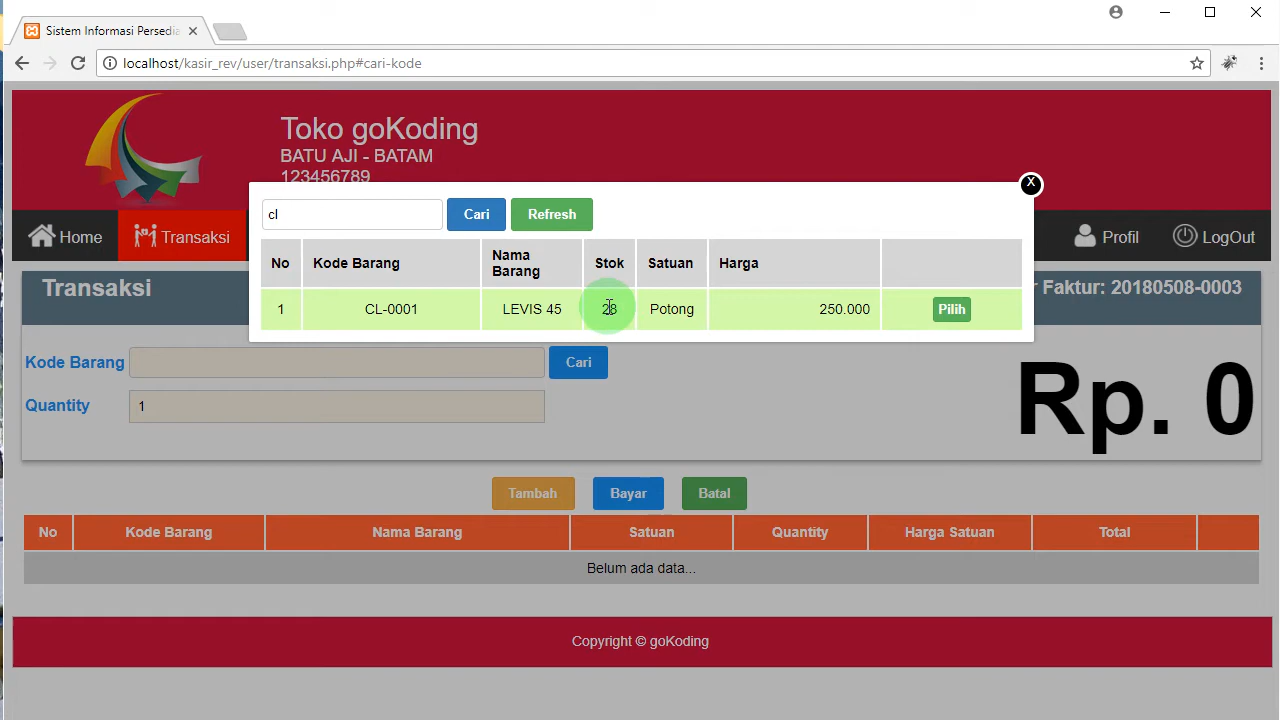 Sistem Informasi Persedia
localhost/kasir_rev/user/transaksi.php#cari-kode
Toko goKoding
BATU AJI - BATAM
123456789
X
cl Cari Refresh
Home Transaksi Profil LogOut
No Kode Barang Nama Barang Stok Satuan Harga
1 CL-0001 LEVIS 45 28 Potong 250.000 Pilih
Transaksi Faktur: 20180508-0003
Kode Barang Cari
Quantity 1
Rp. 0
Tambah Bayar Batal
No Kode Barang Nama Barang Satuan Quantity Harga Satuan Total
Belum ada data...
Copyright © goKoding